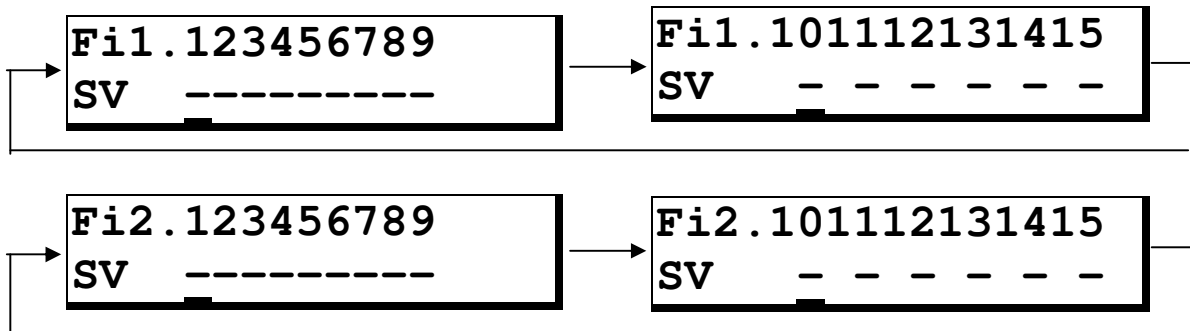 Fi1.123456789
SV ---------
Fi1.101112131415
SV - - - - - -
Fi2.123456789
SV ---------
Fi2.101112131415
SV - - - - - -